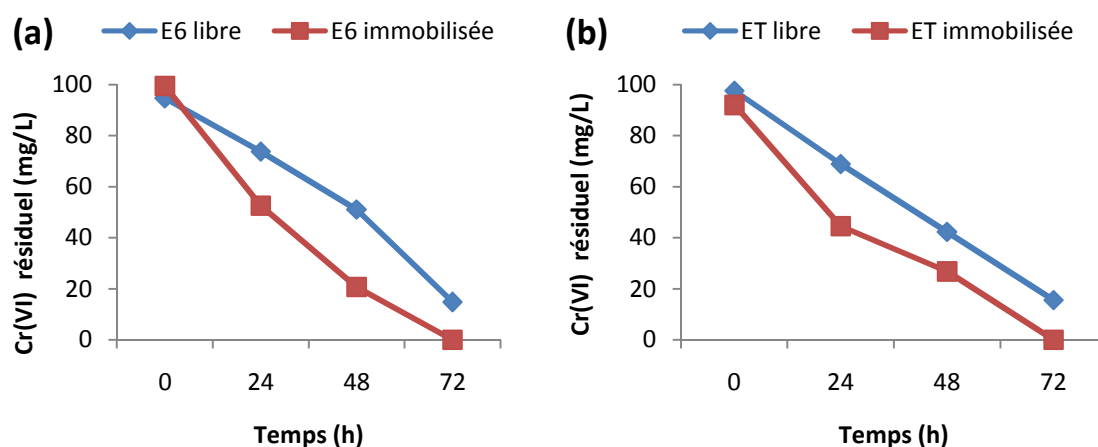 (a) E6 libre E6 immobilisée
Cr(VI) résiduel (mg/L)
100
80
60
40
20
0
0 24 48 72
Temps (h)
(b) ET libre ET immobilisée
Cr(VI) résiduel (mg/L)
100
80
60
40
20
0
0 24 48 72
Temps (h)